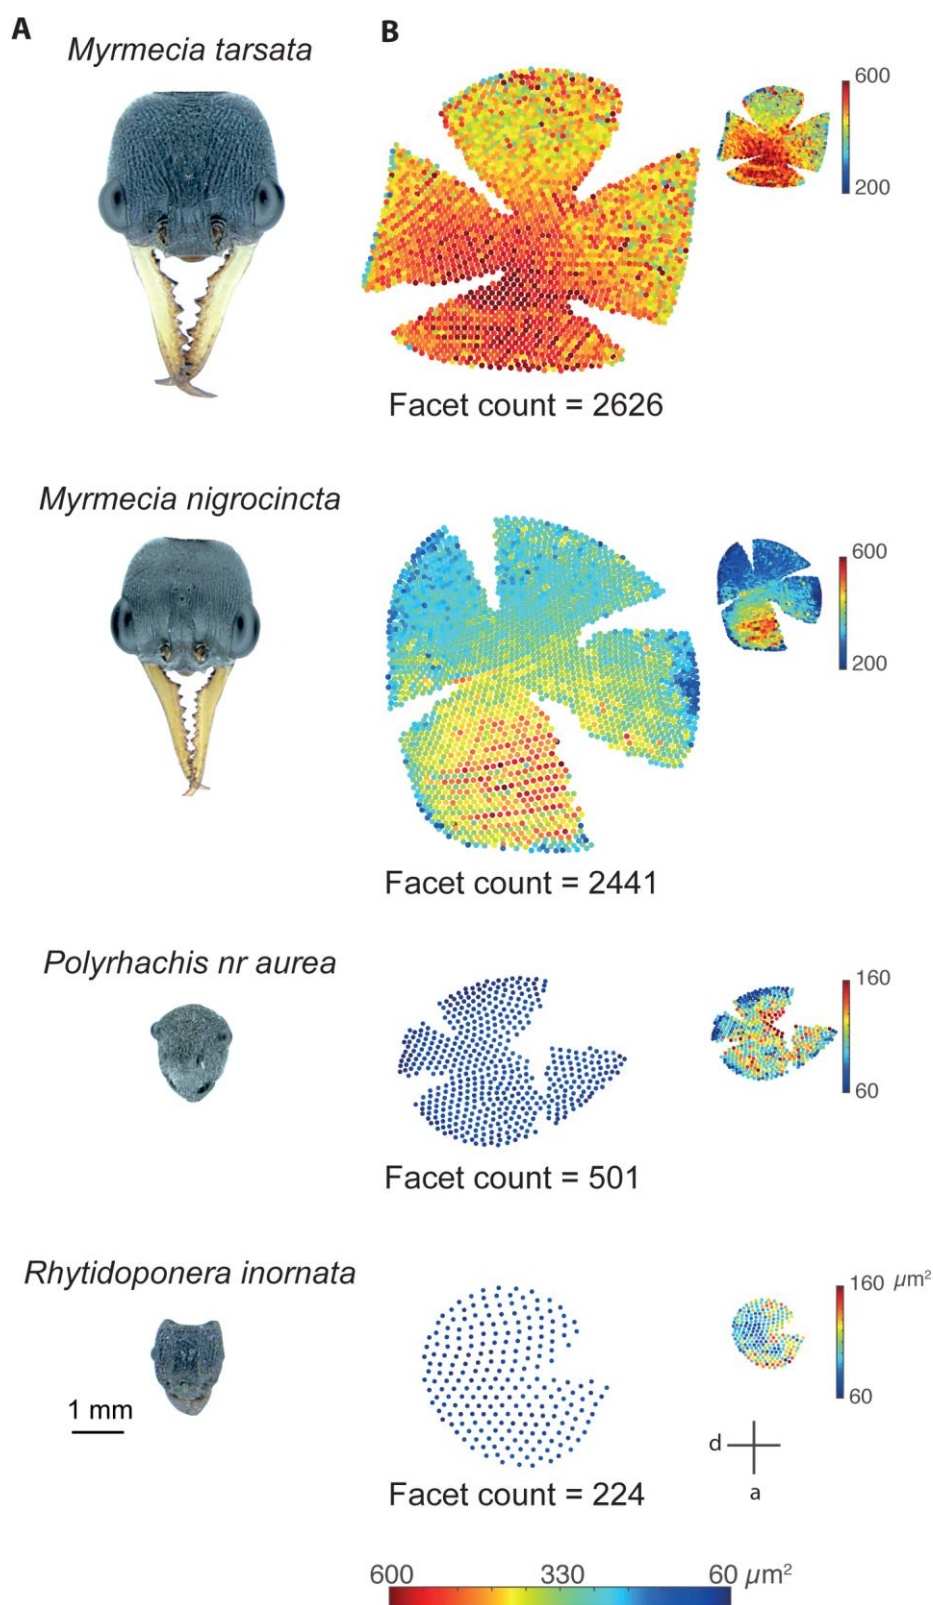 A
B
Myrmecia tarsata
600
200
Facet count = 2626
Myrmecia nigrocincta
600
200
Facet count = 2441
Polyrhachis nr aurea
160
60
Facet count = 501
Rhytidoponera inornata
160 µm²
60
1 mm
d
a
Facet count = 224
600 330 60 µm²